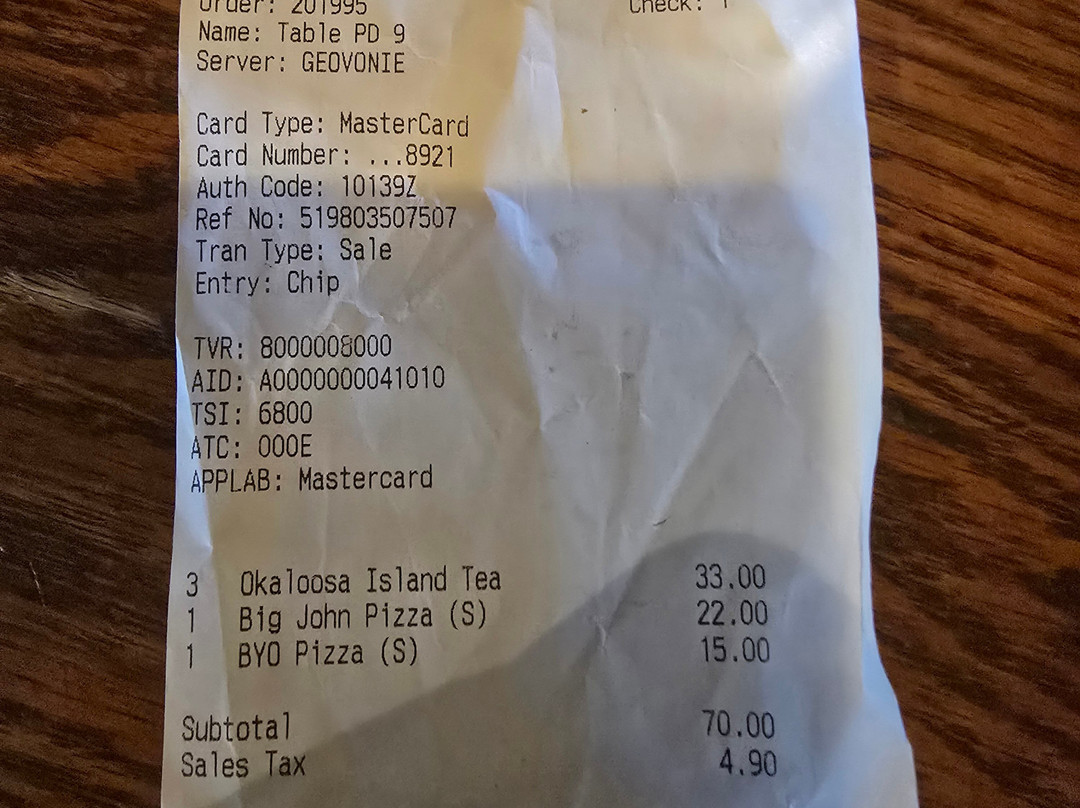 Order: 201995 Check: 1
Name: Table PD 9
Server: GEOVONIE
Card Type: MasterCard
Card Number: ...8921
Auth Code: 10139Z
Ref No: 519803507507
Tran Type: Sale
Entry: Chip
TVR: 8000008000
AID: A0000000041010
TSI: 6800
ATC: 000E
APPLAB: Mastercard
3 Okaloosa Island Tea 33.00
1 Big John Pizza (S) 22.00
1 BYO Pizza (S) 15.00
Subtotal 70.00
Sales Tax 4.90